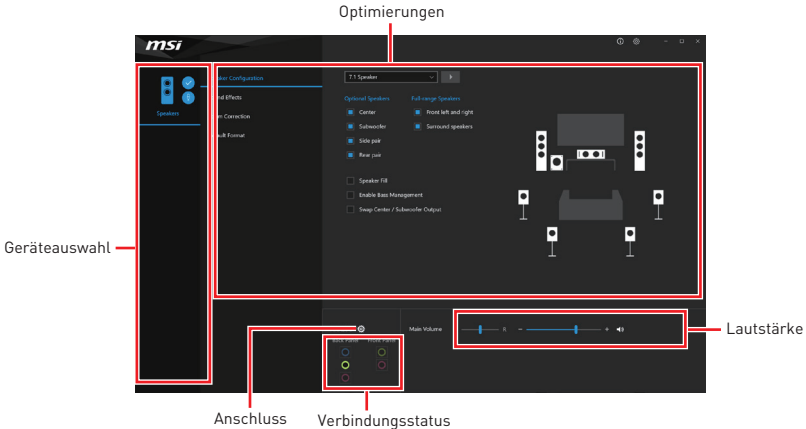 Optimierungen
msi
Speakers
ker Configuration
nd Effects
m Correction
ult Format
7.1 Speaker
Optional Speakers
Center
Subwoofer
Side pair
Rear pair
Full-range Speakers
Front left and right
Surround speakers
Speaker Fill
Enable Bass Management
Swap Center / Subwoofer Output
Geräteauswahl
Main Volume
R
Lautstärke
Back Panel
Front Panel
Anschluss
Verbindungsstatus